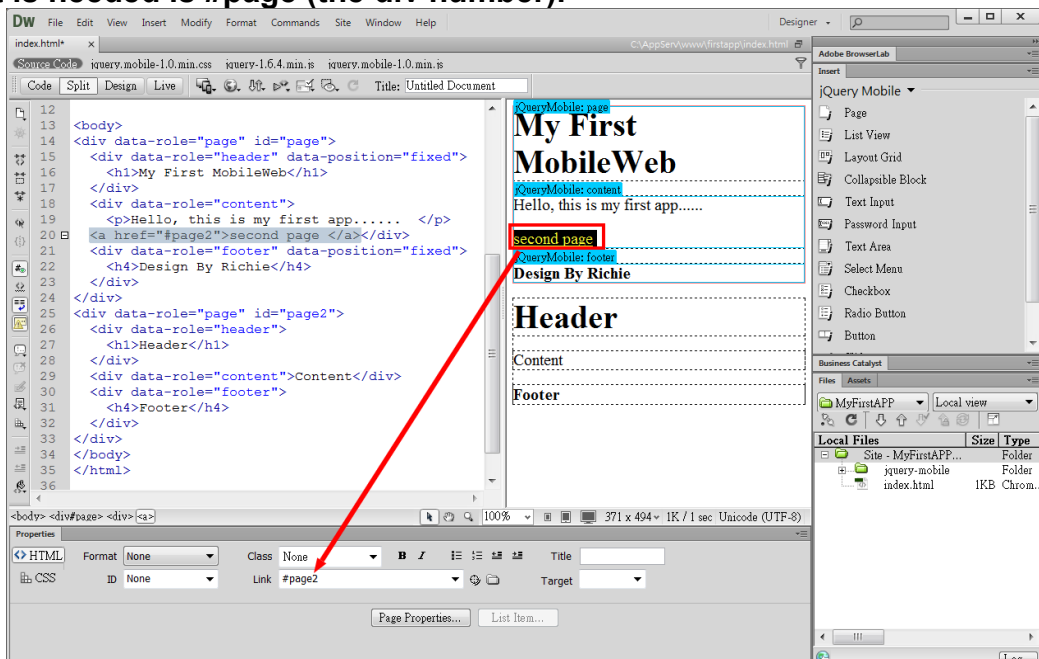 is needed is #page (the div number).
DW File Edit View Insert Modify Format Commands Site Window Help Designer
index.html* x C:\AppServ\www\firstapp\index.html
Source Code jquery.mobile-1.0.min.css jquery-1.6.4.min.js jquery.mobile-1.0.min.js
Code Split Design Live Title: Untitled Document
12
13 <body>
14 <div data-role="page" id="page">
15 <div data-role="header" data-position="fixed">
16 <h1>My First MobileWeb</h1>
17 </div>
18 <div data-role="content">
19 <p>Hello, this is my first app...... </p>
20 <a href="#page2">second page </a></div>
21 <div data-role="footer" data-position="fixed">
22 <h4>Design By Richie</h4>
23 </div>
24 </div>
25 <div data-role="page" id="page2">
26 <div data-role="header">
27 <h1>Header</h1>
28 </div>
29 <div data-role="content">Content</div>
30 <div data-role="footer">
31 <h4>Footer</h4>
32 </div>
33 </div>
34 </body>
35 </html>
36
jQueryMobile: page
My First
MobileWeb
jQueryMobile: content
Hello, this is my first app......
second page
jQueryMobile: footer
Design By Richie
Header
Content
Footer
<body> <div#page> <div> <a> 100% 371 x 494 1K / 1 sec Unicode (UTF-8)
Properties
<> HTML Format None Class None B I Title
CSS ID None Link #page2 Target
Page Properties... List Item...
Adobe BrowserLab
Insert
jQuery Mobile
Page
List View
Layout Grid
Collapsible Block
Text Input
Password Input
Text Area
Select Menu
Checkbox
Radio Button
Button
Business Catalyst
Files Assets
MyFirstAPP Local view
Local Files Size Type
Site - MyFirstAPP... Folder
jquery-mobile Folder
index.html 1KB Chrom..
Log...